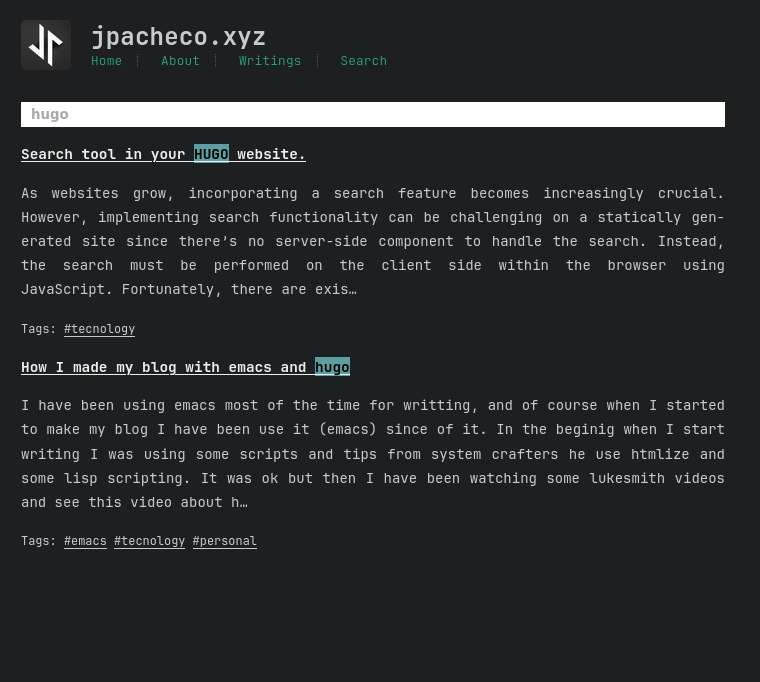 jpacheco.xyz
Home About Writings Search
hugo
Search tool in your HUGO website.
As websites grow, incorporating a search feature becomes increasingly crucial.
However, implementing search functionality can be challenging on a statically gen-
erated site since there’s no server-side component to handle the search. Instead,
the search must be performed on the client side within the browser using
JavaScript. Fortunately, there are exis…
Tags: #tecnology
How I made my blog with emacs and hugo
I have been using emacs most of the time for writting, and of course when I started
to make my blog I have been use it (emacs) since of it. In the beginig when I start
writing I was using some scripts and tips from system crafters he use htmlize and
some lisp scripting. It was ok but then I have been watching some lukesmith videos
and see this video about h…
Tags: #emacs #tecnology #personal